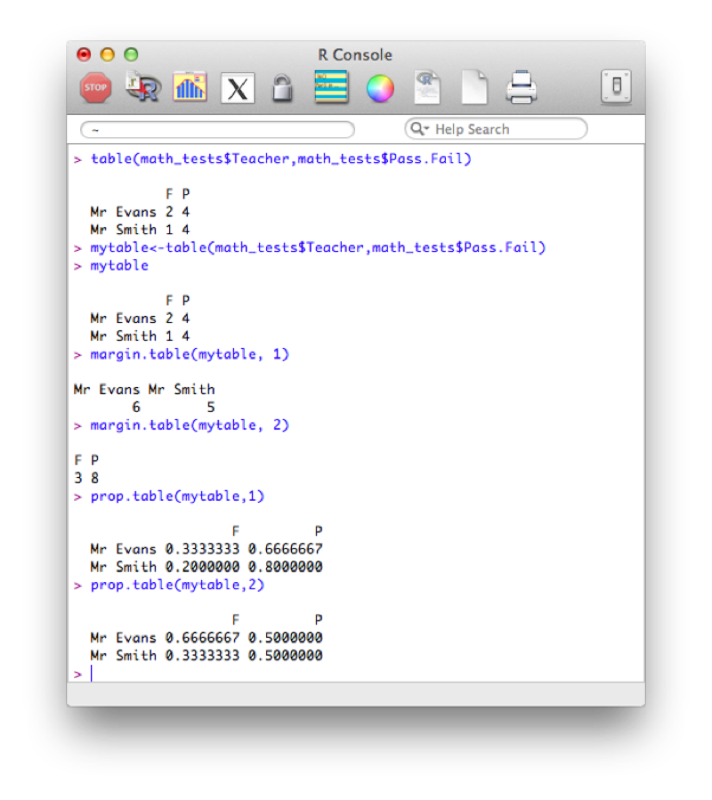 R Console
STOP
X
R
~
Help Search
> table(math_tests$Teacher,math_tests$Pass.Fail)
F P
Mr Evans 2 4
Mr Smith 1 4
> mytable<-table(math_tests$Teacher,math_tests$Pass.Fail)
> mytable
F P
Mr Evans 2 4
Mr Smith 1 4
> margin.table(mytable, 1)
Mr Evans Mr Smith
6 5
> margin.table(mytable, 2)
F P
3 8
> prop.table(mytable,1)
F P
Mr Evans 0.3333333 0.6666667
Mr Smith 0.2000000 0.8000000
> prop.table(mytable,2)
F P
Mr Evans 0.6666667 0.5000000
Mr Smith 0.3333333 0.5000000
>